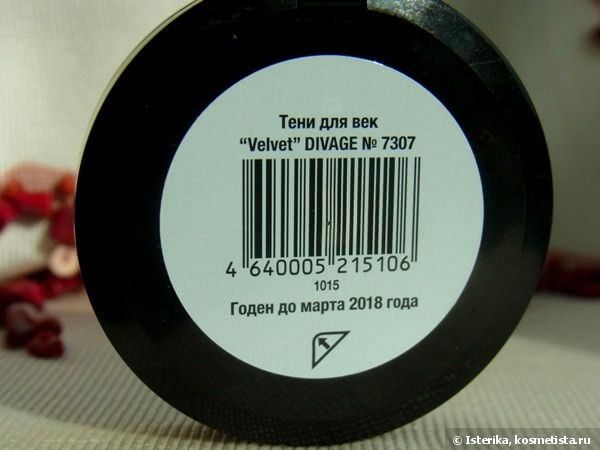 Тени для век
“Velvet” DIVAGE № 7307
4 640005 215106
1015
Годен до марта 2018 года
© Isterika, kosmetista.ru